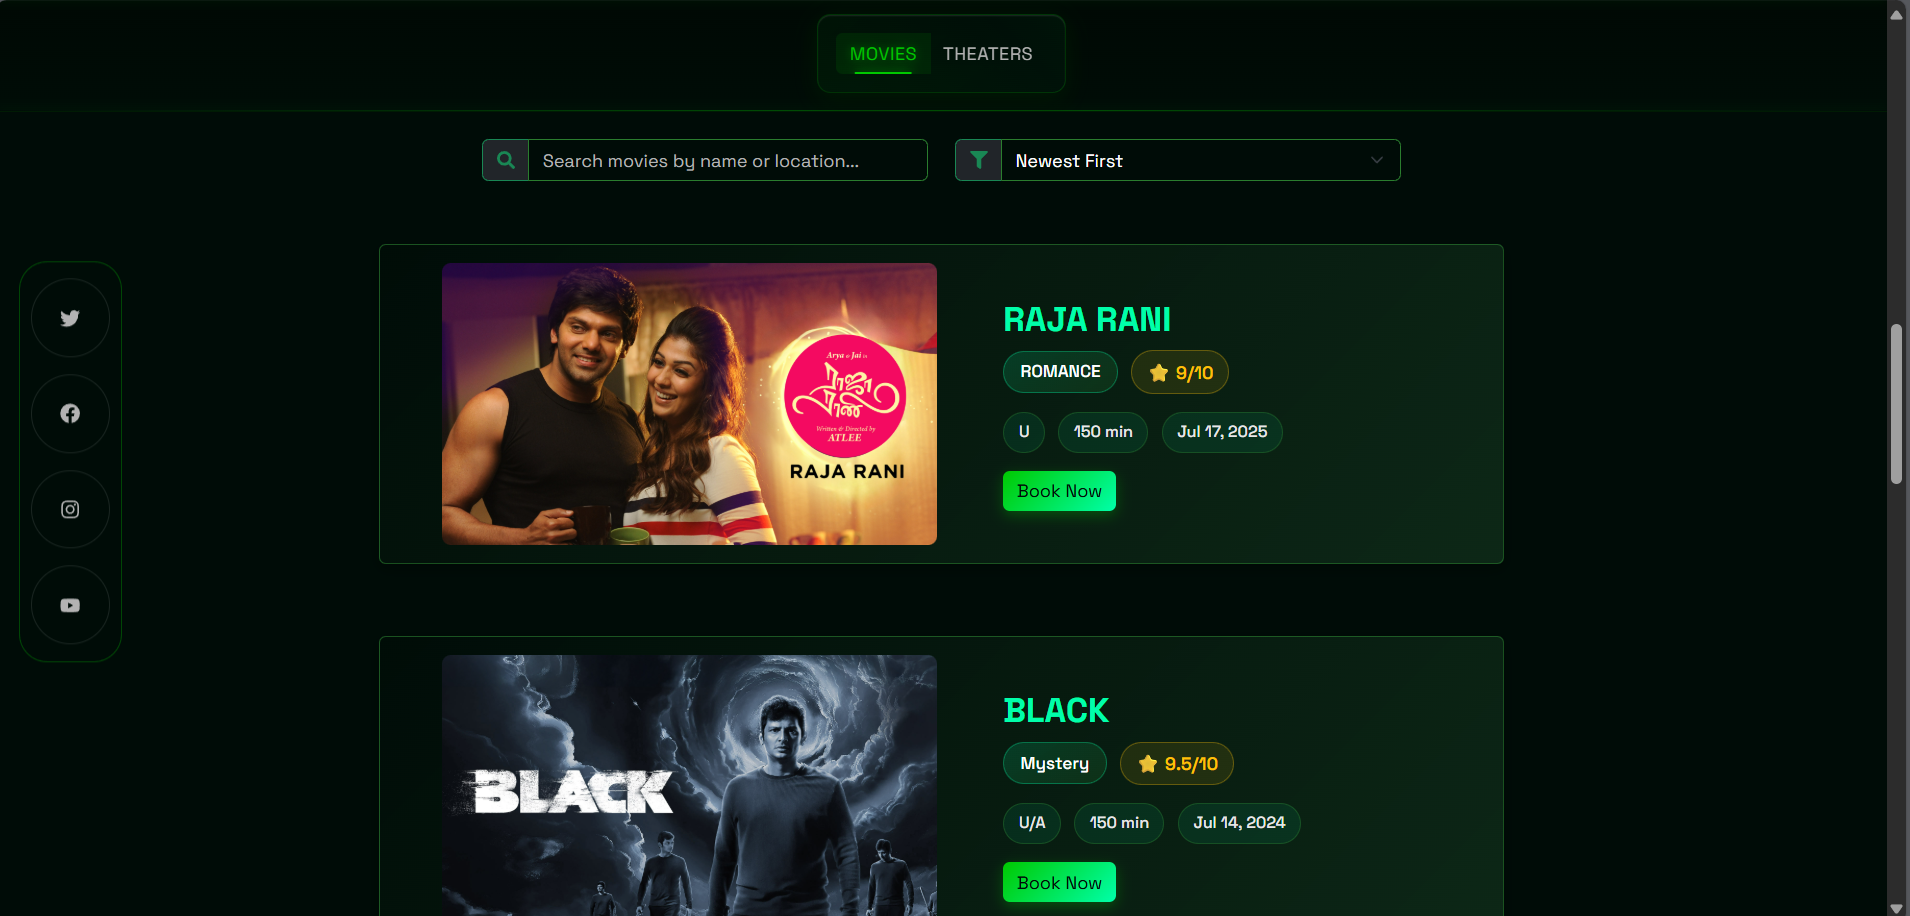 MOVIES THEATERS
Search movies by name or location...
Newest First
Arya & Jai in
ராஜா
ராணி
Written & Directed by
ATLEE
RAJA RANI
RAJA RANI
ROMANCE
9/10
U
150 min
Jul 17, 2025
Book Now
BLACK
BLACK
Mystery
9.5/10
U/A
150 min
Jul 14, 2024
Book Now